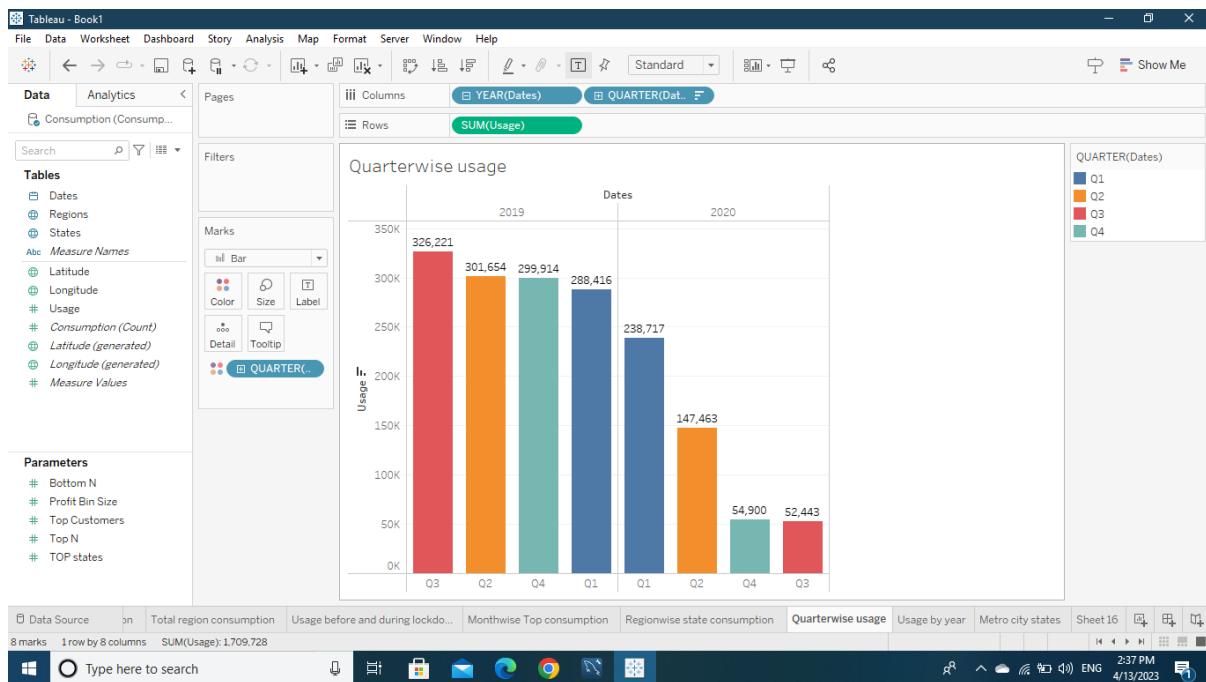 Tableau - Book1
File Data Worksheet Dashboard Story Analysis Map Format Server Window Help
Standard
Show Me
Data Analytics
Consumption (Consump...
Search
Tables
Dates
Regions
States
Abc Measure Names
Latitude
Longitude
# Usage
# Consumption (Count)
Latitude (generated)
Longitude (generated)
# Measure Values
Parameters
# Bottom N
# Profit Bin Size
# Top Customers
# Top N
# TOP states
Pages
Filters
Marks
Bar
Color Size Label
Detail Tooltip
QUARTER(..
Columns YEAR(Dates) QUARTER(Dat..
Rows SUM(Usage)
Quarterwise usage
Dates
2019 2020
350K
300K
250K
200K
150K
100K
50K
0K
Usage
326,221
301,654
299,914
288,416
238,717
147,463
54,900
52,443
Q3 Q2 Q4 Q1 Q1 Q2 Q4 Q3
QUARTER(Dates)
Q1
Q2
Q3
Q4
Data Source on Total region consumption Usage before and during lockdo... Monthwise Top consumption Regionwise state consumption Quarterwise usage Usage by year Metro city states Sheet 16
8 marks 1 row by 8 columns SUM(Usage): 1,709,728
Type here to search
ENG
2:37 PM
4/13/2023
1